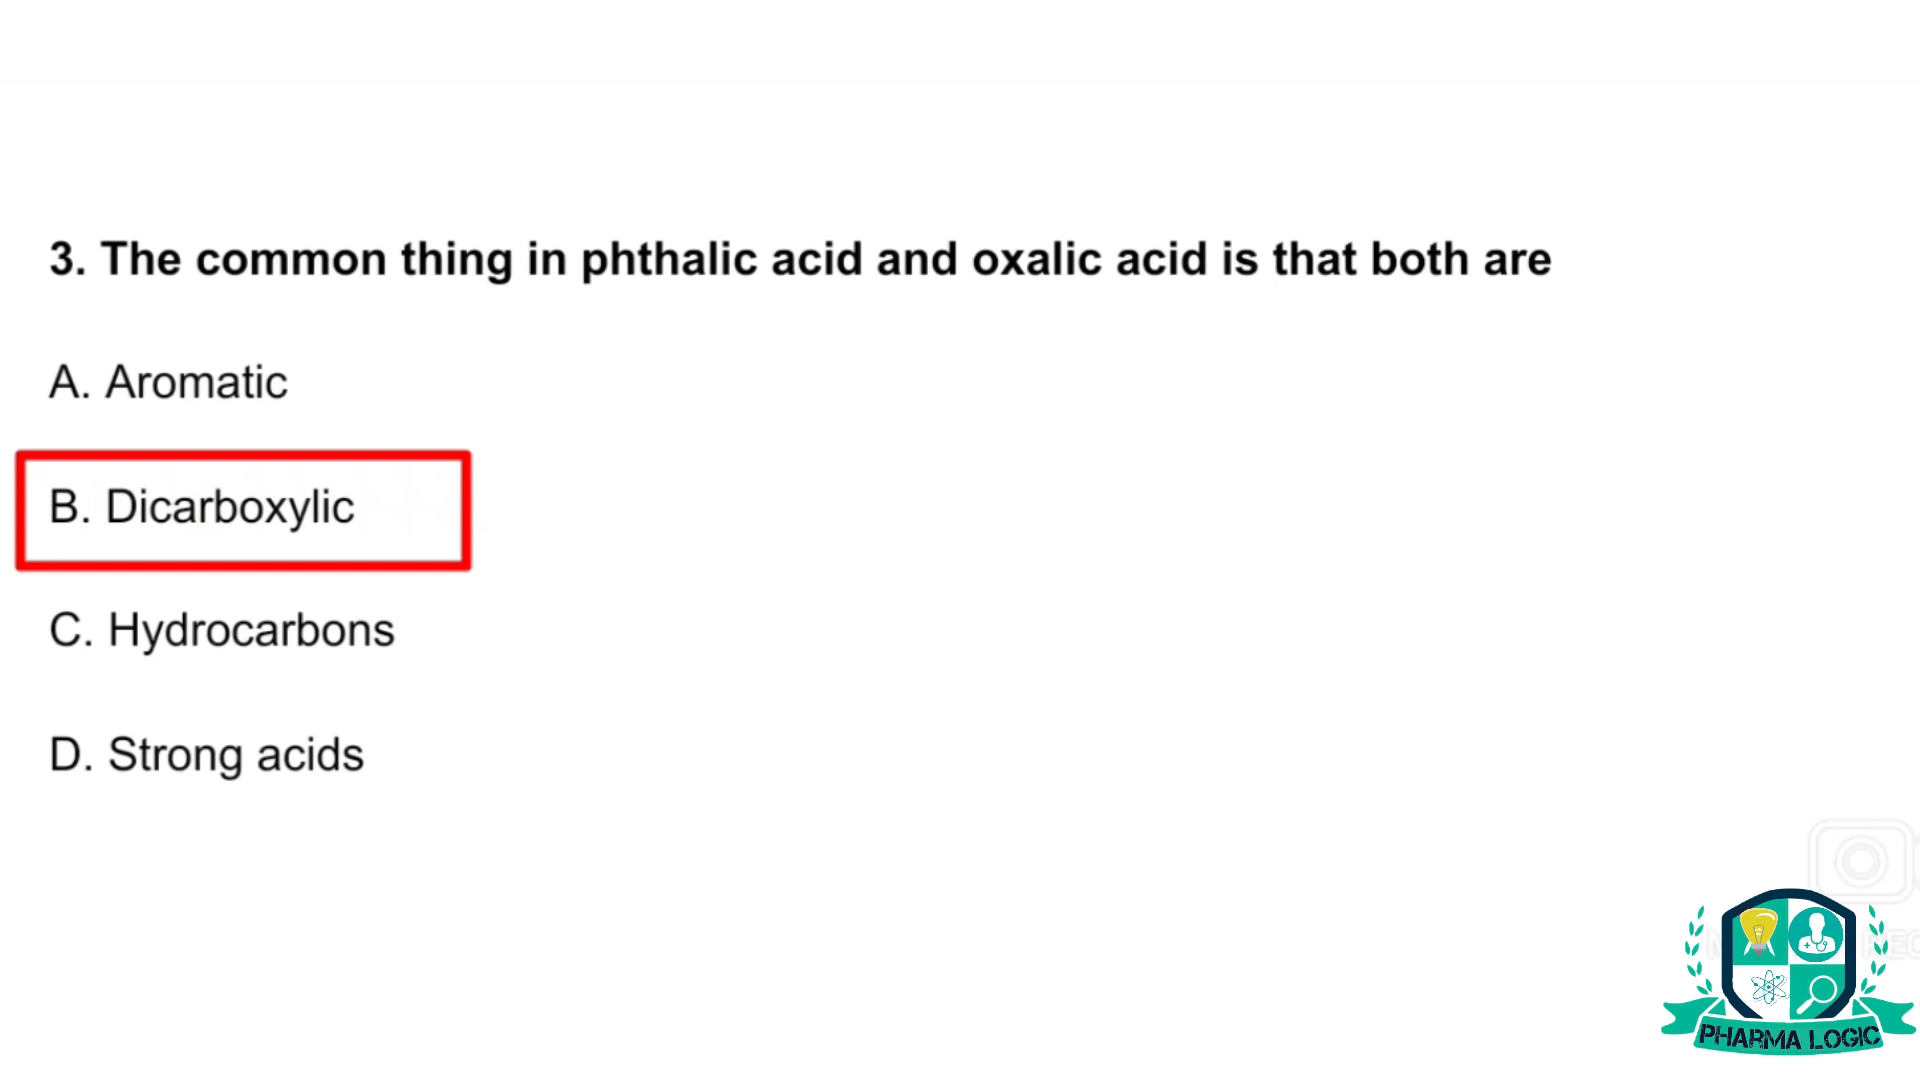 3. The common thing in phthalic acid and oxalic acid is that both are
A. Aromatic
B. Dicarboxylic
C. Hydrocarbons
D. Strong acids
PHARMA LOGIC